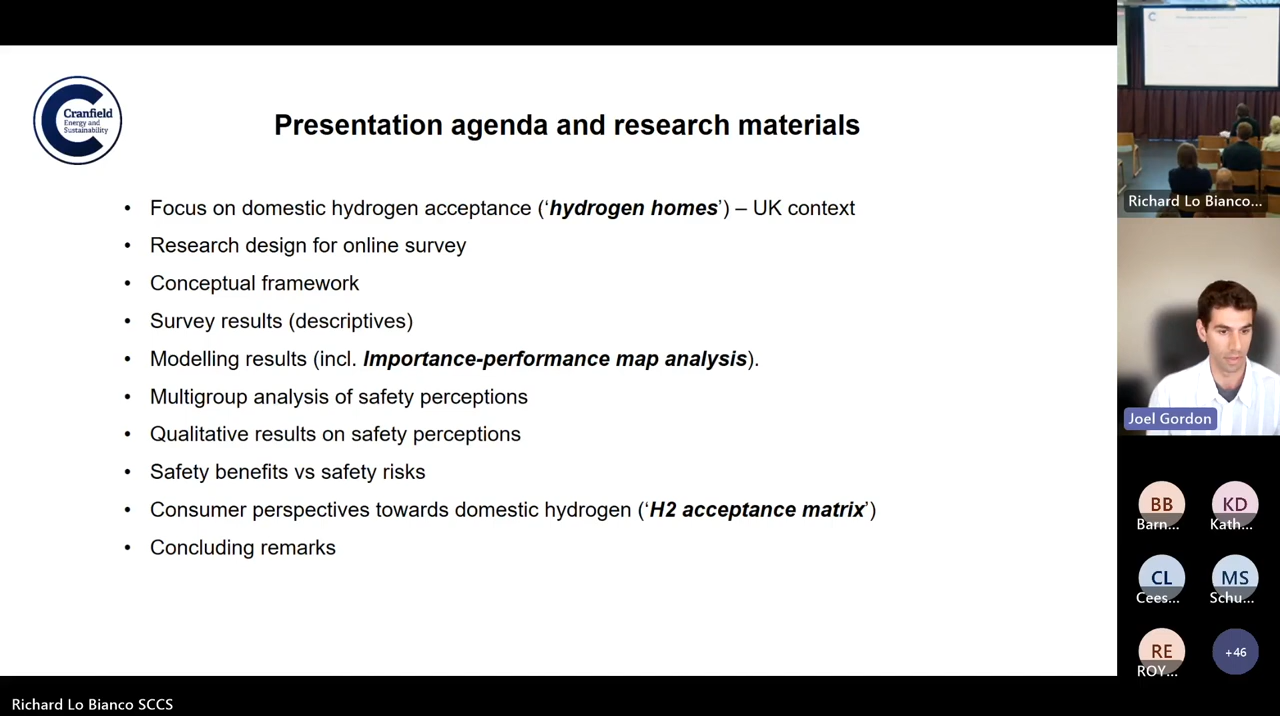 Cranfield
Energy and
Sustainability
Presentation agenda and research materials
• Focus on domestic hydrogen acceptance (‘hydrogen homes’) – UK context
• Research design for online survey
• Conceptual framework
• Survey results (descriptives)
• Modelling results (incl. Importance-performance map analysis).
• Multigroup analysis of safety perceptions
• Qualitative results on safety perceptions
• Safety benefits vs safety risks
• Consumer perspectives towards domestic hydrogen (‘H2 acceptance matrix’)
• Concluding remarks
Richard Lo Bianco...
Joel Gordon
BB
KD
Barn...
Kath...
CL
MS
Cees...
Schu...
RE
+46
ROY...
Richard Lo Bianco SCCS